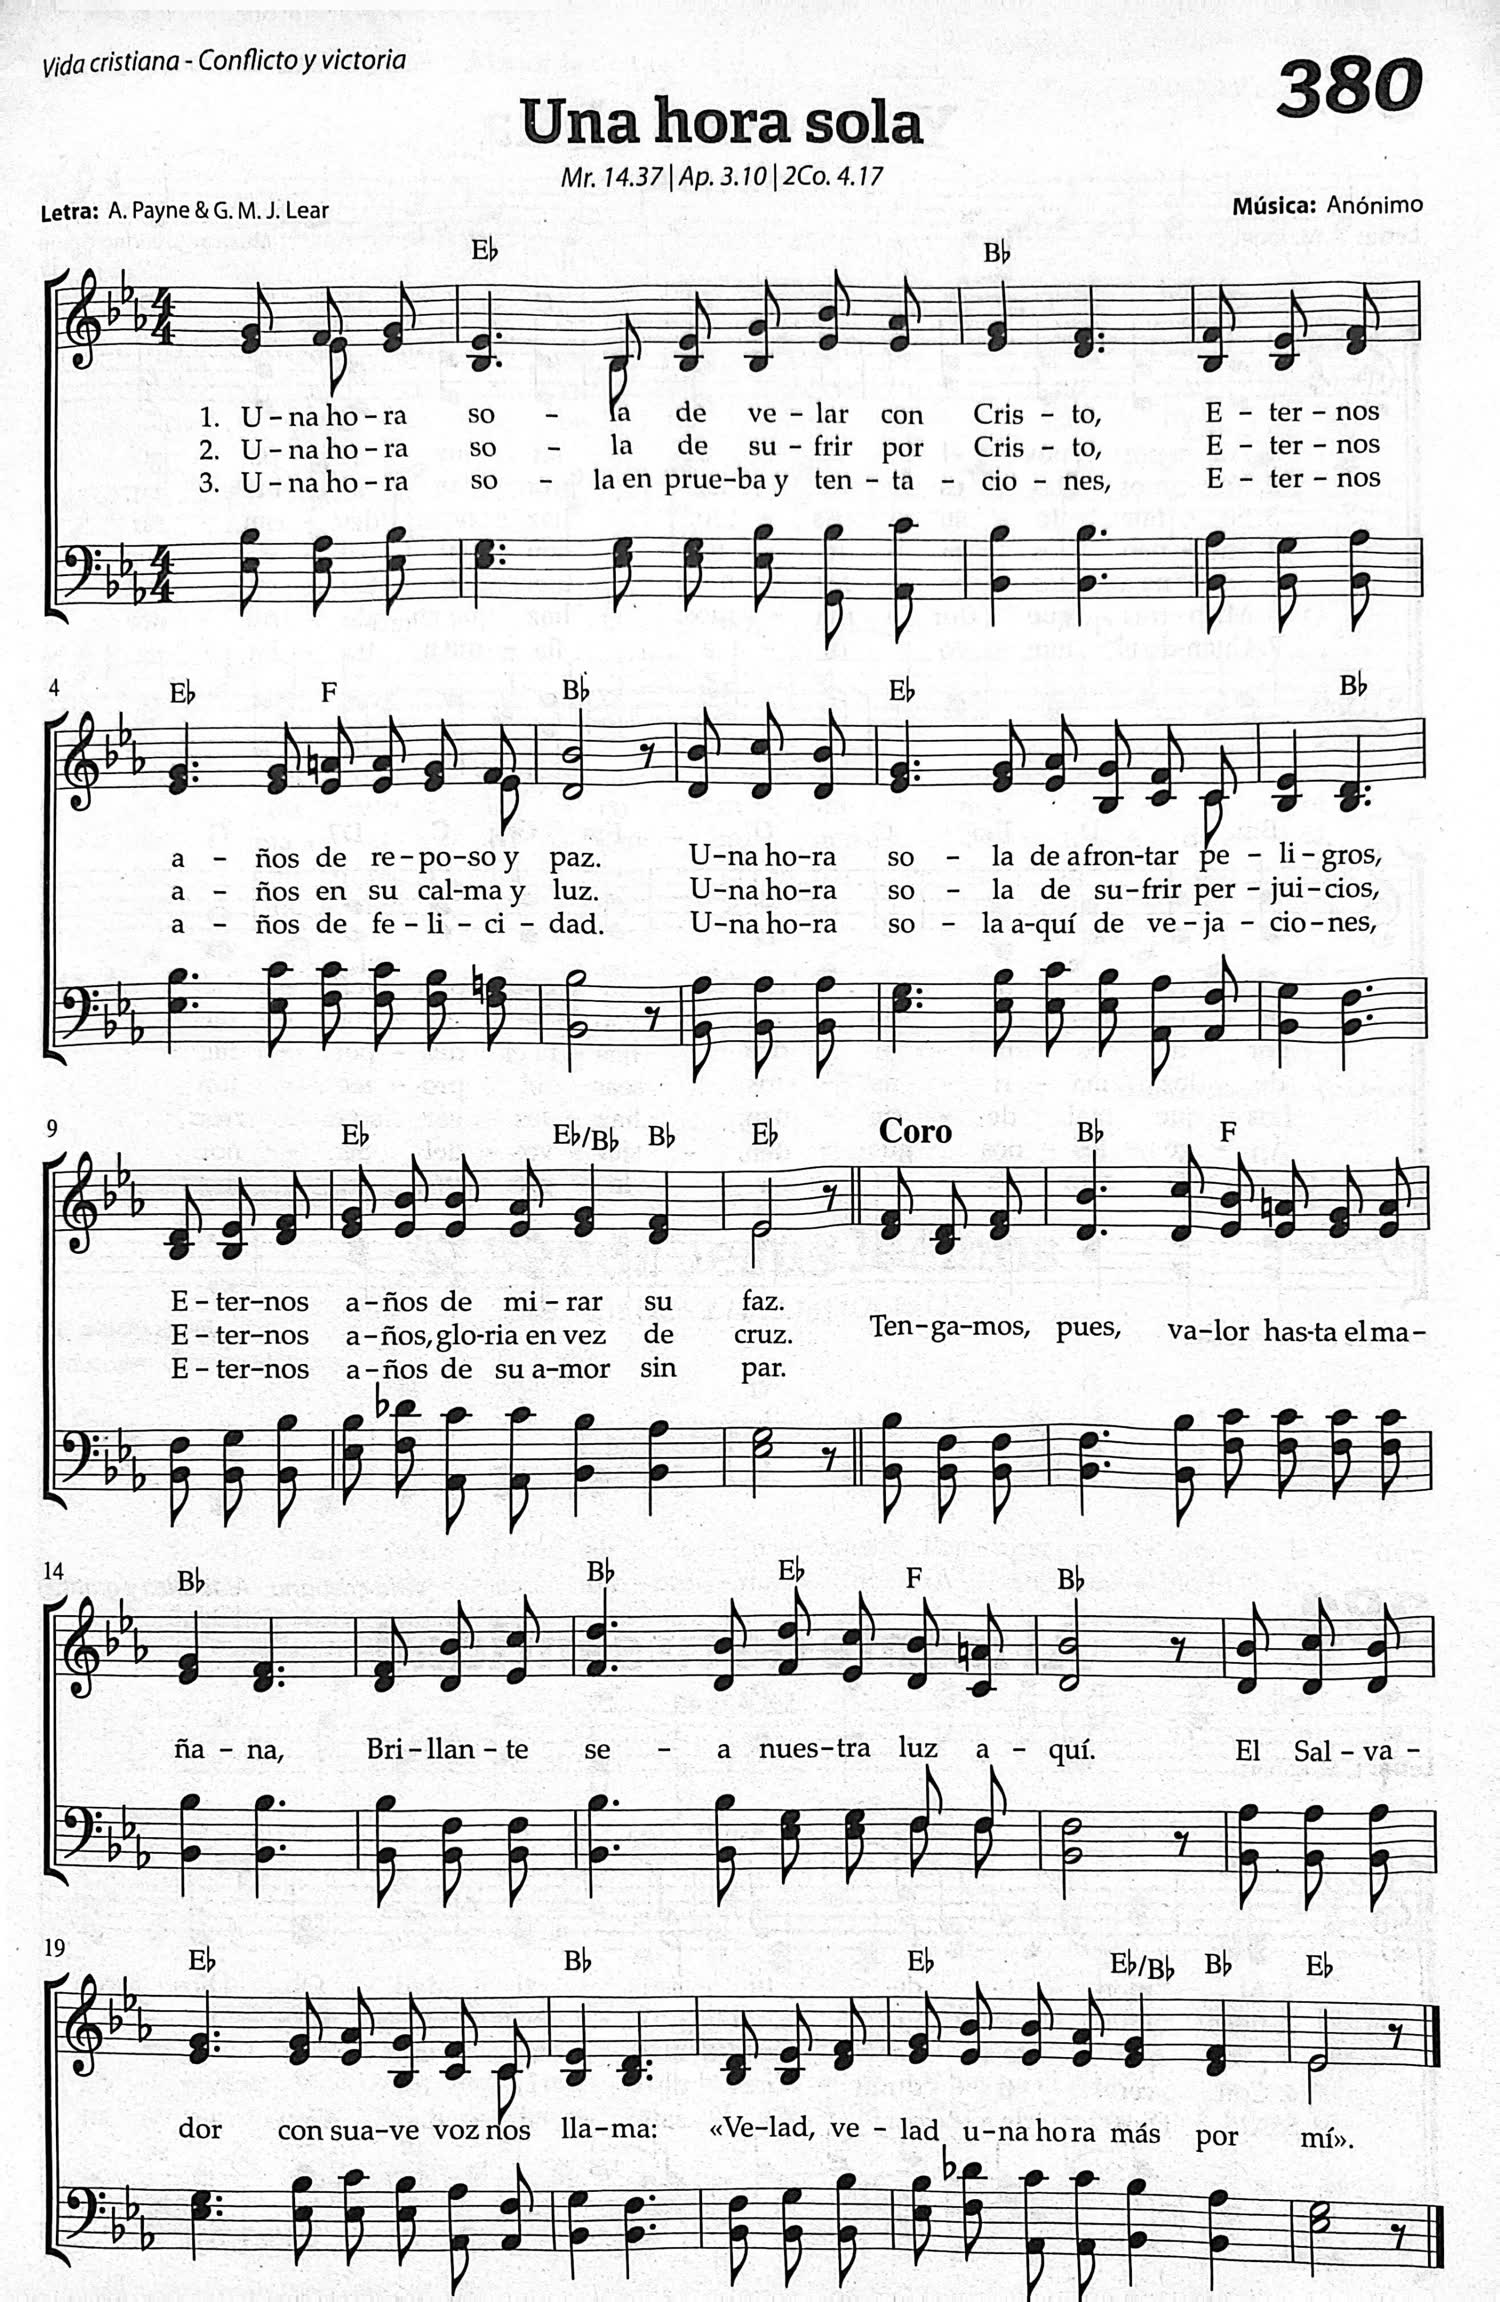 Vida cristiana - Conflicto y victoria
380
Una hora sola
Mr. 14.37 | Ap. 3.10 | 2Co. 4.17
Letra: A. Payne & G. M. J. Lear
Música: Anónimo
E♭ B♭
1. U–na ho–ra so – la de ve–lar con Cris–to, E–ter–nos
2. U–na ho–ra so – la de su–frir por Cris–to, E–ter–nos
3. U–na ho–ra so – la en prue–ba y ten–ta–cio–nes, E–ter–nos
4
E♭ F B♭ E♭ B♭
a – ños de re–po–so y paz. U–na ho–ra so – la de afron-tar pe – li–gros,
a – ños en su cal-ma y luz. U–na ho–ra so – la de su–frir per – jui–cios,
a – ños de fe–li–ci–dad. U–na ho–ra so – la a-quí de ve–ja – cio–nes,
9
E♭ E♭/B♭ B♭ E♭ Coro B♭ F
E–ter–nos a–ños de mi–rar su faz.
E–ter–nos a–ños, glo-ria en vez de cruz.
E–ter–nos a–ños de su a–mor sin par.
Ten–ga–mos, pues, va–lor has-ta el ma–
14
B♭ B♭ E♭ F B♭
ña – na, Bri–llan–te se – a nues–tra luz a – quí. El Sal–va–
19
E♭ B♭ E♭ E♭/B♭ B♭ E♭
dor con sua–ve voz nos lla–ma: «Ve–lad, ve–lad u–na ho ra más por mí».